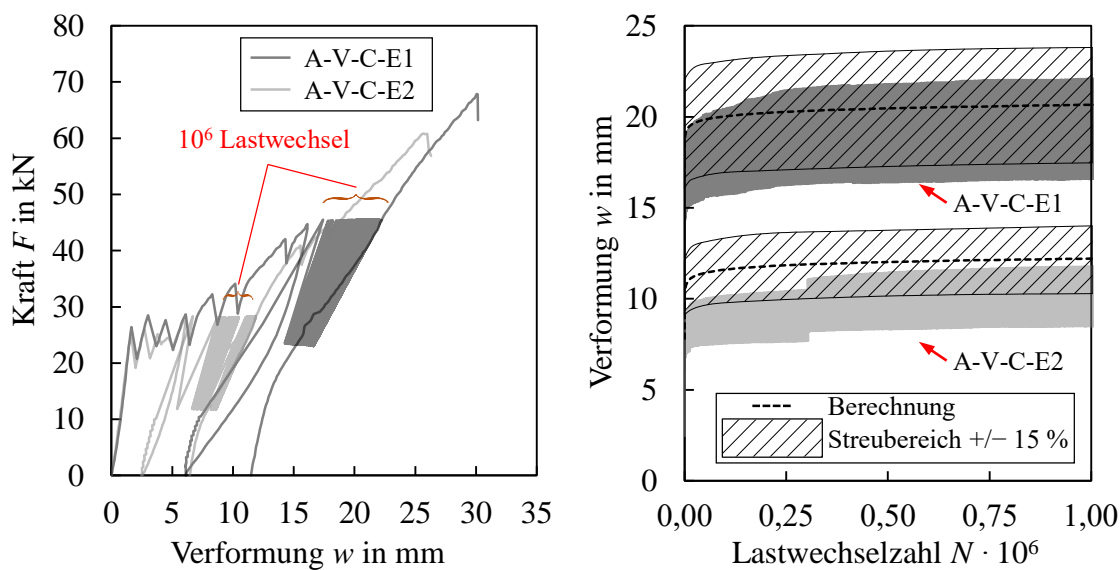 80
70
60
50
40
30
20
10
0
Kraft F in kN
A-V-C-E1
A-V-C-E2
10⁶ Lastwechsel
0 5 10 15 20 25 30 35
Verformung w in mm
25
20
15
10
5
0
Verformung w in mm
A-V-C-E1
A-V-C-E2
Berechnung
Streubereich +/− 15 %
0,00 0,25 0,50 0,75 1,00
Lastwechselzahl N · 10⁶